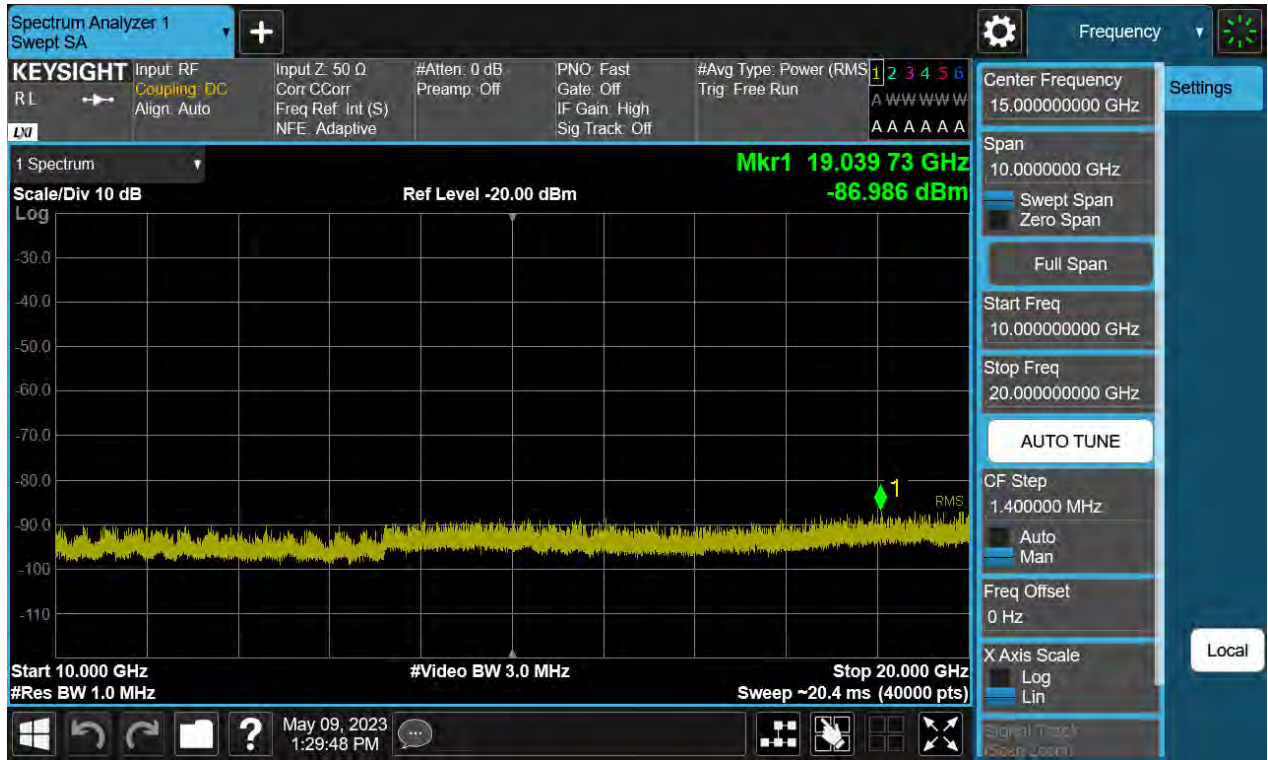 Spectrum Analyzer 1
Swept SA
Frequency
KEYSIGHT
RL
LXI
Input: RF
Coupling: DC
Align: Auto
Input Z: 50 Ω
Corr CCorr
Freq Ref: Int (S)
NFE: Adaptive
#Atten: 0 dB
Preamp: Off
PNO: Fast
Gate: Off
IF Gain: High
Sig Track: Off
#Avg Type: Power (RMS
Trig: Free Run
1 2 3 4 5 6
A W W W W W
A A A A A A
1 Spectrum
Mkr1 19.039 73 GHz
Scale/Div 10 dB
Ref Level -20.00 dBm
-86.986 dBm
Log
-30.0
-40.0
-50.0
-60.0
-70.0
-80.0
-90.0
-100
-110
1
RMS
Start 10.000 GHz
#Video BW 3.0 MHz
Stop 20.000 GHz
#Res BW 1.0 MHz
Sweep ~20.4 ms (40000 pts)
?
May 09, 2023
1:29:48 PM
Center Frequency
15.000000000 GHz
Settings
Span
10.0000000 GHz
Swept Span
Zero Span
Full Span
Start Freq
10.000000000 GHz
Stop Freq
20.000000000 GHz
AUTO TUNE
CF Step
1.400000 MHz
Auto
Man
Freq Offset
0 Hz
X Axis Scale
Log
Lin
Local
Signal Track
(Span Zoom)